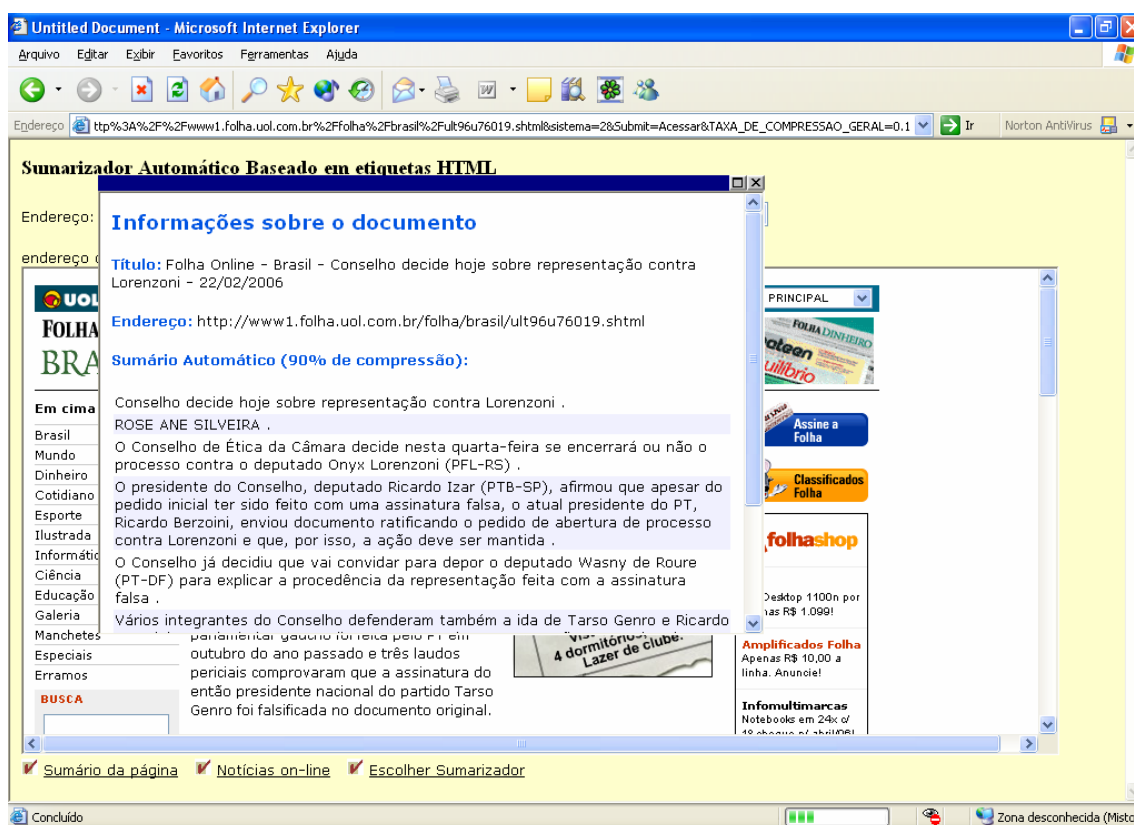 Untitled Document - Microsoft Internet Explorer
Arquivo Editar Exibir Favoritos Ferramentas Ajuda
Endereço ttp%3A%2F%2Fwww1.folha.uol.com.br%2Ffolha%2Fbrasil%2Fult96u76019.shtml&sistema=2&Submit=Acessar&TAXA_DE_COMPRESSAO_GERAL=0.1 Ir Norton AntiVirus
Sumarizador Automático Baseado em etiquetas HTML
Endereço:
endereço
Informações sobre o documento
Título: Folha Online - Brasil - Conselho decide hoje sobre representação contra
Lorenzoni - 22/02/2006
Endereço: http://www1.folha.uol.com.br/folha/brasil/ult96u76019.shtml
Sumário Automático (90% de compressão):
Conselho decide hoje sobre representação contra Lorenzoni .
ROSE ANE SILVEIRA .
O Conselho de Ética da Câmara decide nesta quarta-feira se encerrará ou não o
processo contra o deputado Onyx Lorenzoni (PFL-RS) .
O presidente do Conselho, deputado Ricardo Izar (PTB-SP), afirmou que apesar do
pedido inicial ter sido feito com uma assinatura falsa, o atual presidente do PT,
Ricardo Berzoini, enviou documento ratificando o pedido de abertura de processo
contra Lorenzoni e que, por isso, a ação deve ser mantida .
O Conselho já decidiu que vai convidar para depor o deputado Wasny de Roure
(PT-DF) para explicar a procedência da representação feita com a assinatura
falsa .
Vários integrantes do Conselho defenderam também a ida de Tarso Genro e Ricardo
UOL
FOLHA
BRA
Em cima
Brasil
Mundo
Dinheiro
Cotidiano
Esporte
Ilustrada
Informátic
Ciência
Educação
Galeria
Manchetes
Especiais
Erramos
BUSCA
parlamentar gaúcho foi feita pelo PT em
outubro do ano passado e três laudos
periciais comprovaram que a assinatura do
então presidente nacional do partido Tarso
Genro foi falsificada no documento original.
4 dormitórios.
Lazer de clube.
PRINCIPAL
FOLHA DINHEIRO
Assine a
Folha
Classificados
Folha
folhashop
Desktop 1100n por
R$ 1.099!
Amplificados Folha
Apenas R$ 10,00 a
linha. Anuncie!
Infomultimarcas
Notebooks em 24x c/
Sumário da página Notícias on-line Escolher Sumarizador
Concluído Zona desconhecida (Misto